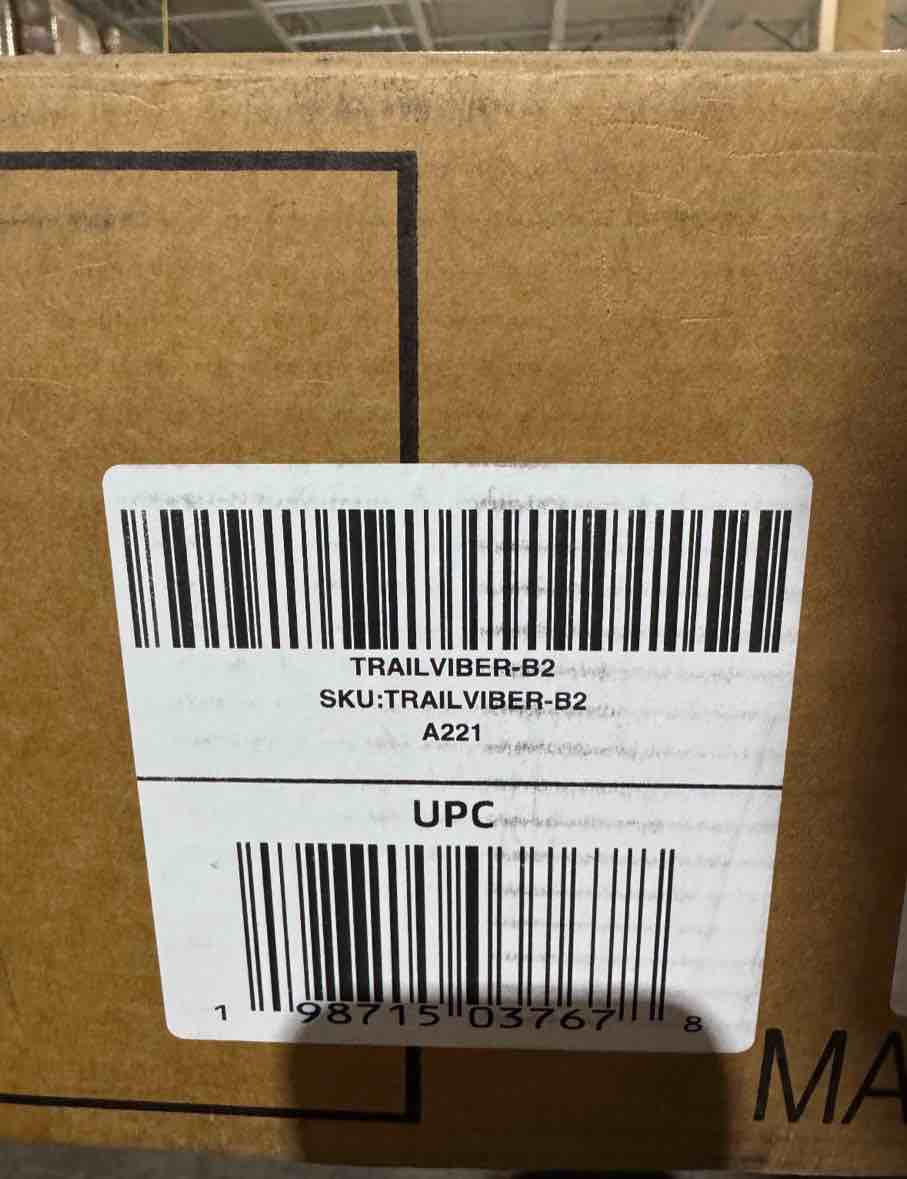 TRAILVIBER-B2
SKU:TRAILVIBER-B2
A221
UPC
1 98715 03767 8
MA